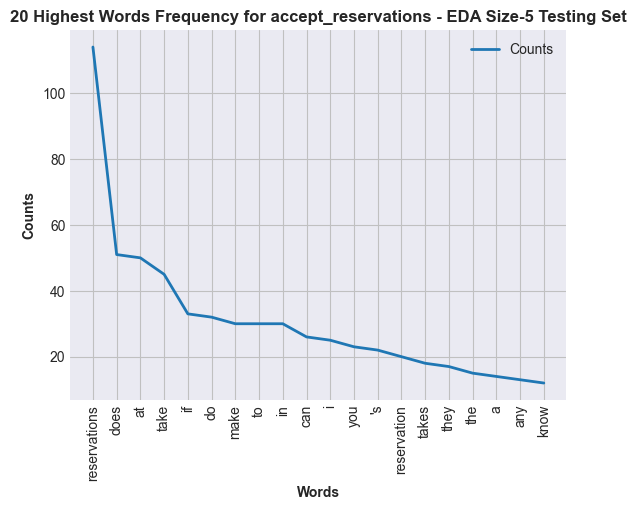 20 Highest Words Frequency for accept_reservations - EDA Size-5 Testing Set
Counts
100
80
60
40
20
Counts
reservations
does
at
take
if
do
make
to
in
can
i
you
's
reservation
takes
they
the
a
any
know
Words